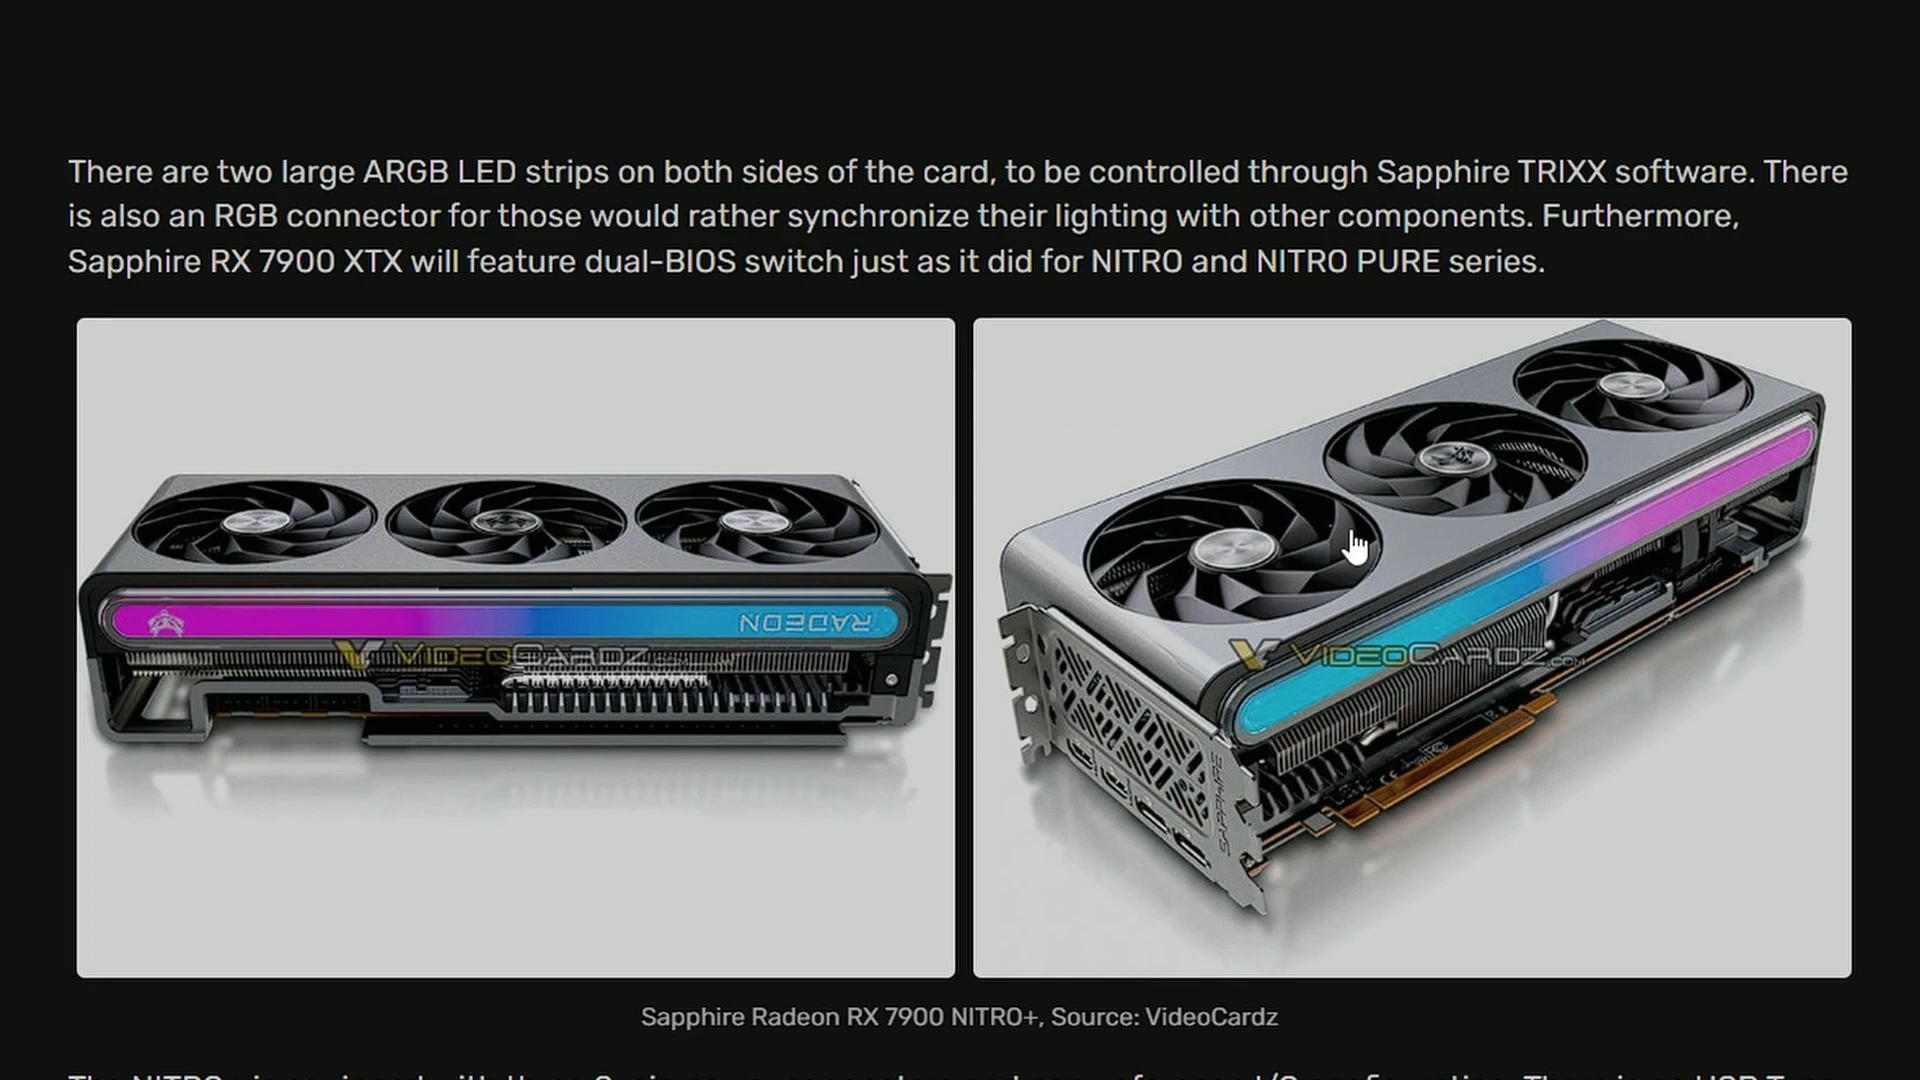 There are two large ARGB LED strips on both sides of the card, to be controlled through Sapphire TRIXX software. There
is also an RGB connector for those would rather synchronize their lighting with other components. Furthermore,
Sapphire RX 7900 XTX will feature dual-BIOS switch just as it did for NITRO and NITRO PURE series.
RADEON
VIDEOCARDZ
VIDEOCARDZ.COM
SAPPHIRE
Sapphire Radeon RX 7900 NITRO+, Source: VideoCardz